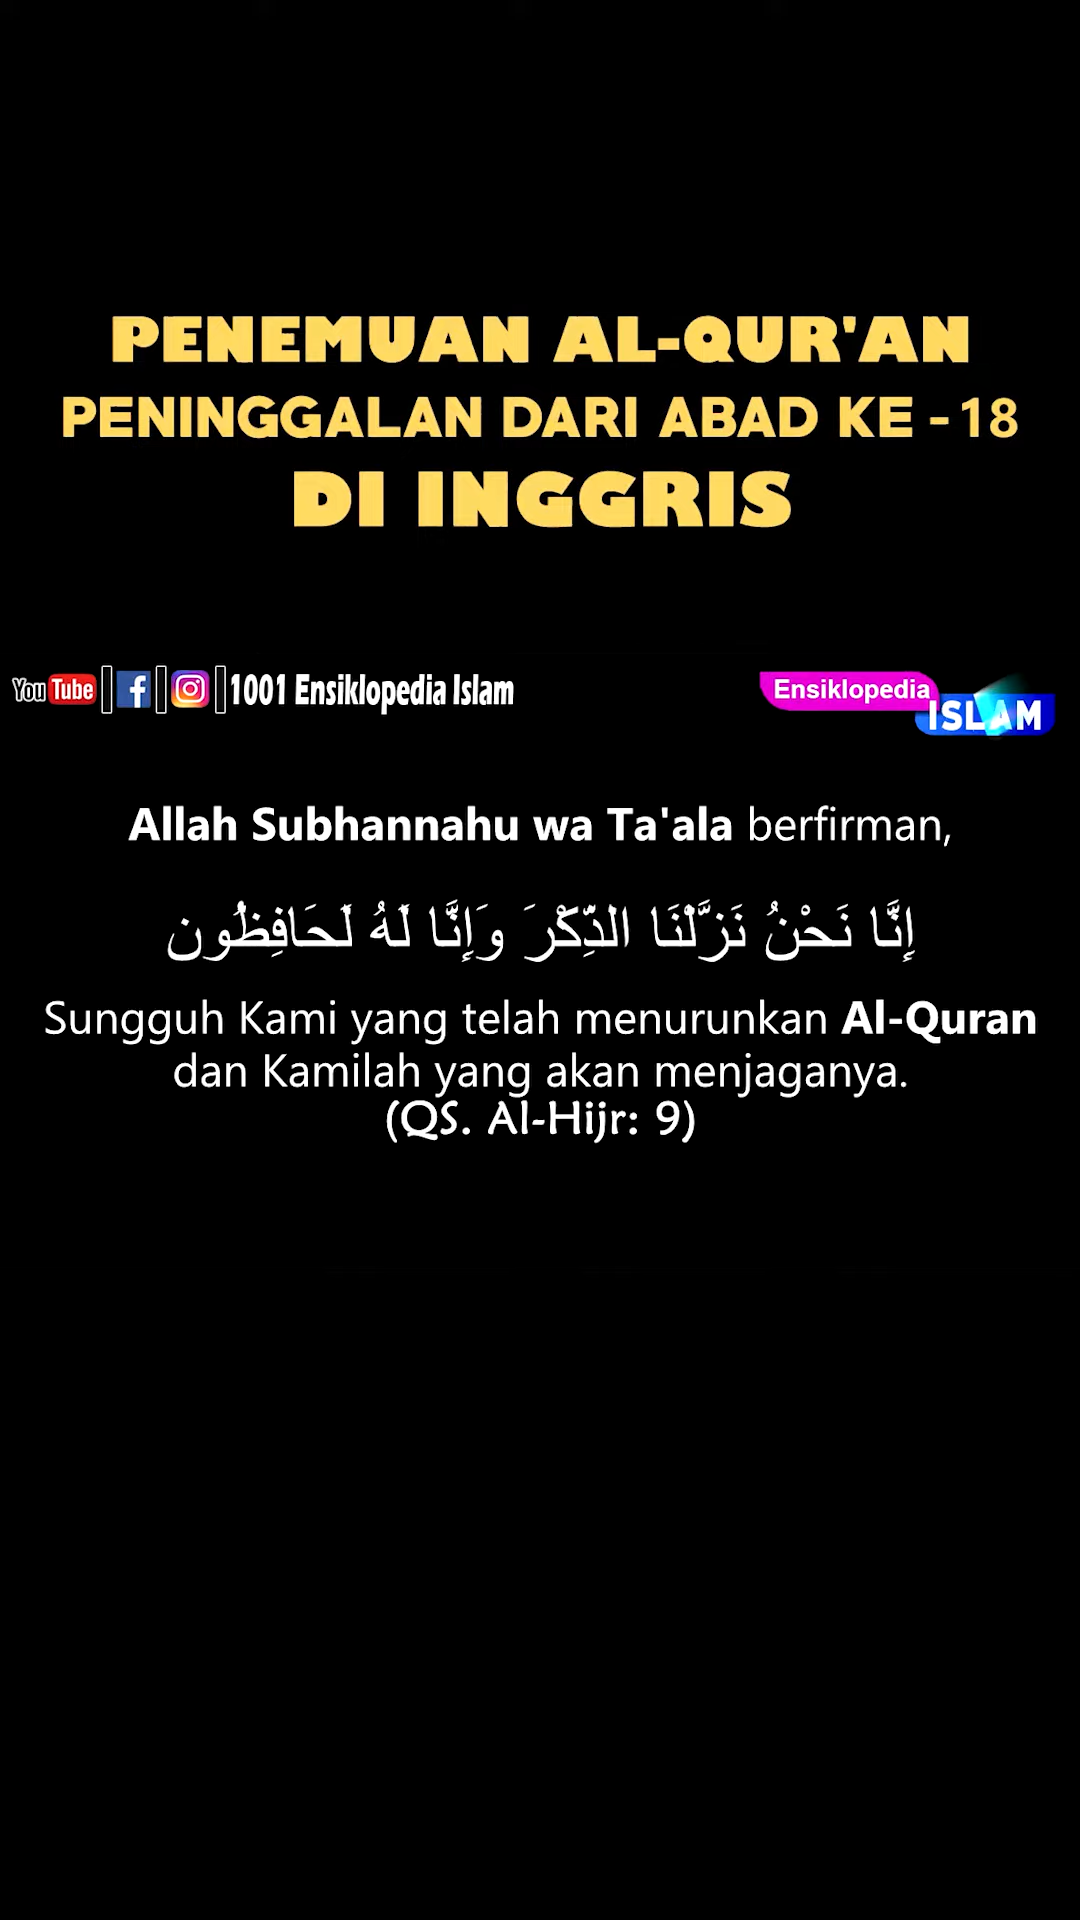 PENEMUAN AL-QUR'AN
PENINGGALAN DARI ABAD KE -18
DI INGGRIS
You Tube 1001 Ensiklopedia Islam
Ensiklopedia
ISLAM
Allah Subhannahu wa Ta'ala berfirman,
إِنَّا نَحْنُ نَزَّلْنَا الذِّكْرَ وَإِنَّا لَهُ لَحَافِظُون
Sungguh Kami yang telah menurunkan Al-Quran
dan Kamilah yang akan menjaganya.
(QS. Al-Hijr: 9)